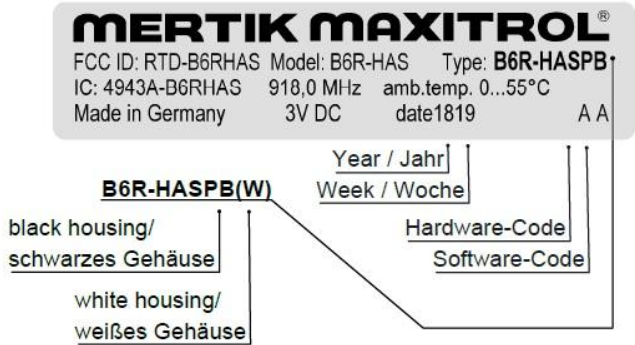 MERTIK MAXITROL®
FCC ID: RTD-B6RHAS Model: B6R-HAS Type: B6R-HASPB
IC: 4943A-B6RHAS 918,0 MHz amb.temp. 0...55°C
Made in Germany 3V DC date1819 A A
Year / Jahr
B6R-HASPB(W)
Week / Woche
black housing/
schwarzes Gehäuse
Hardware-Code
Software-Code
white housing/
weißes Gehäuse